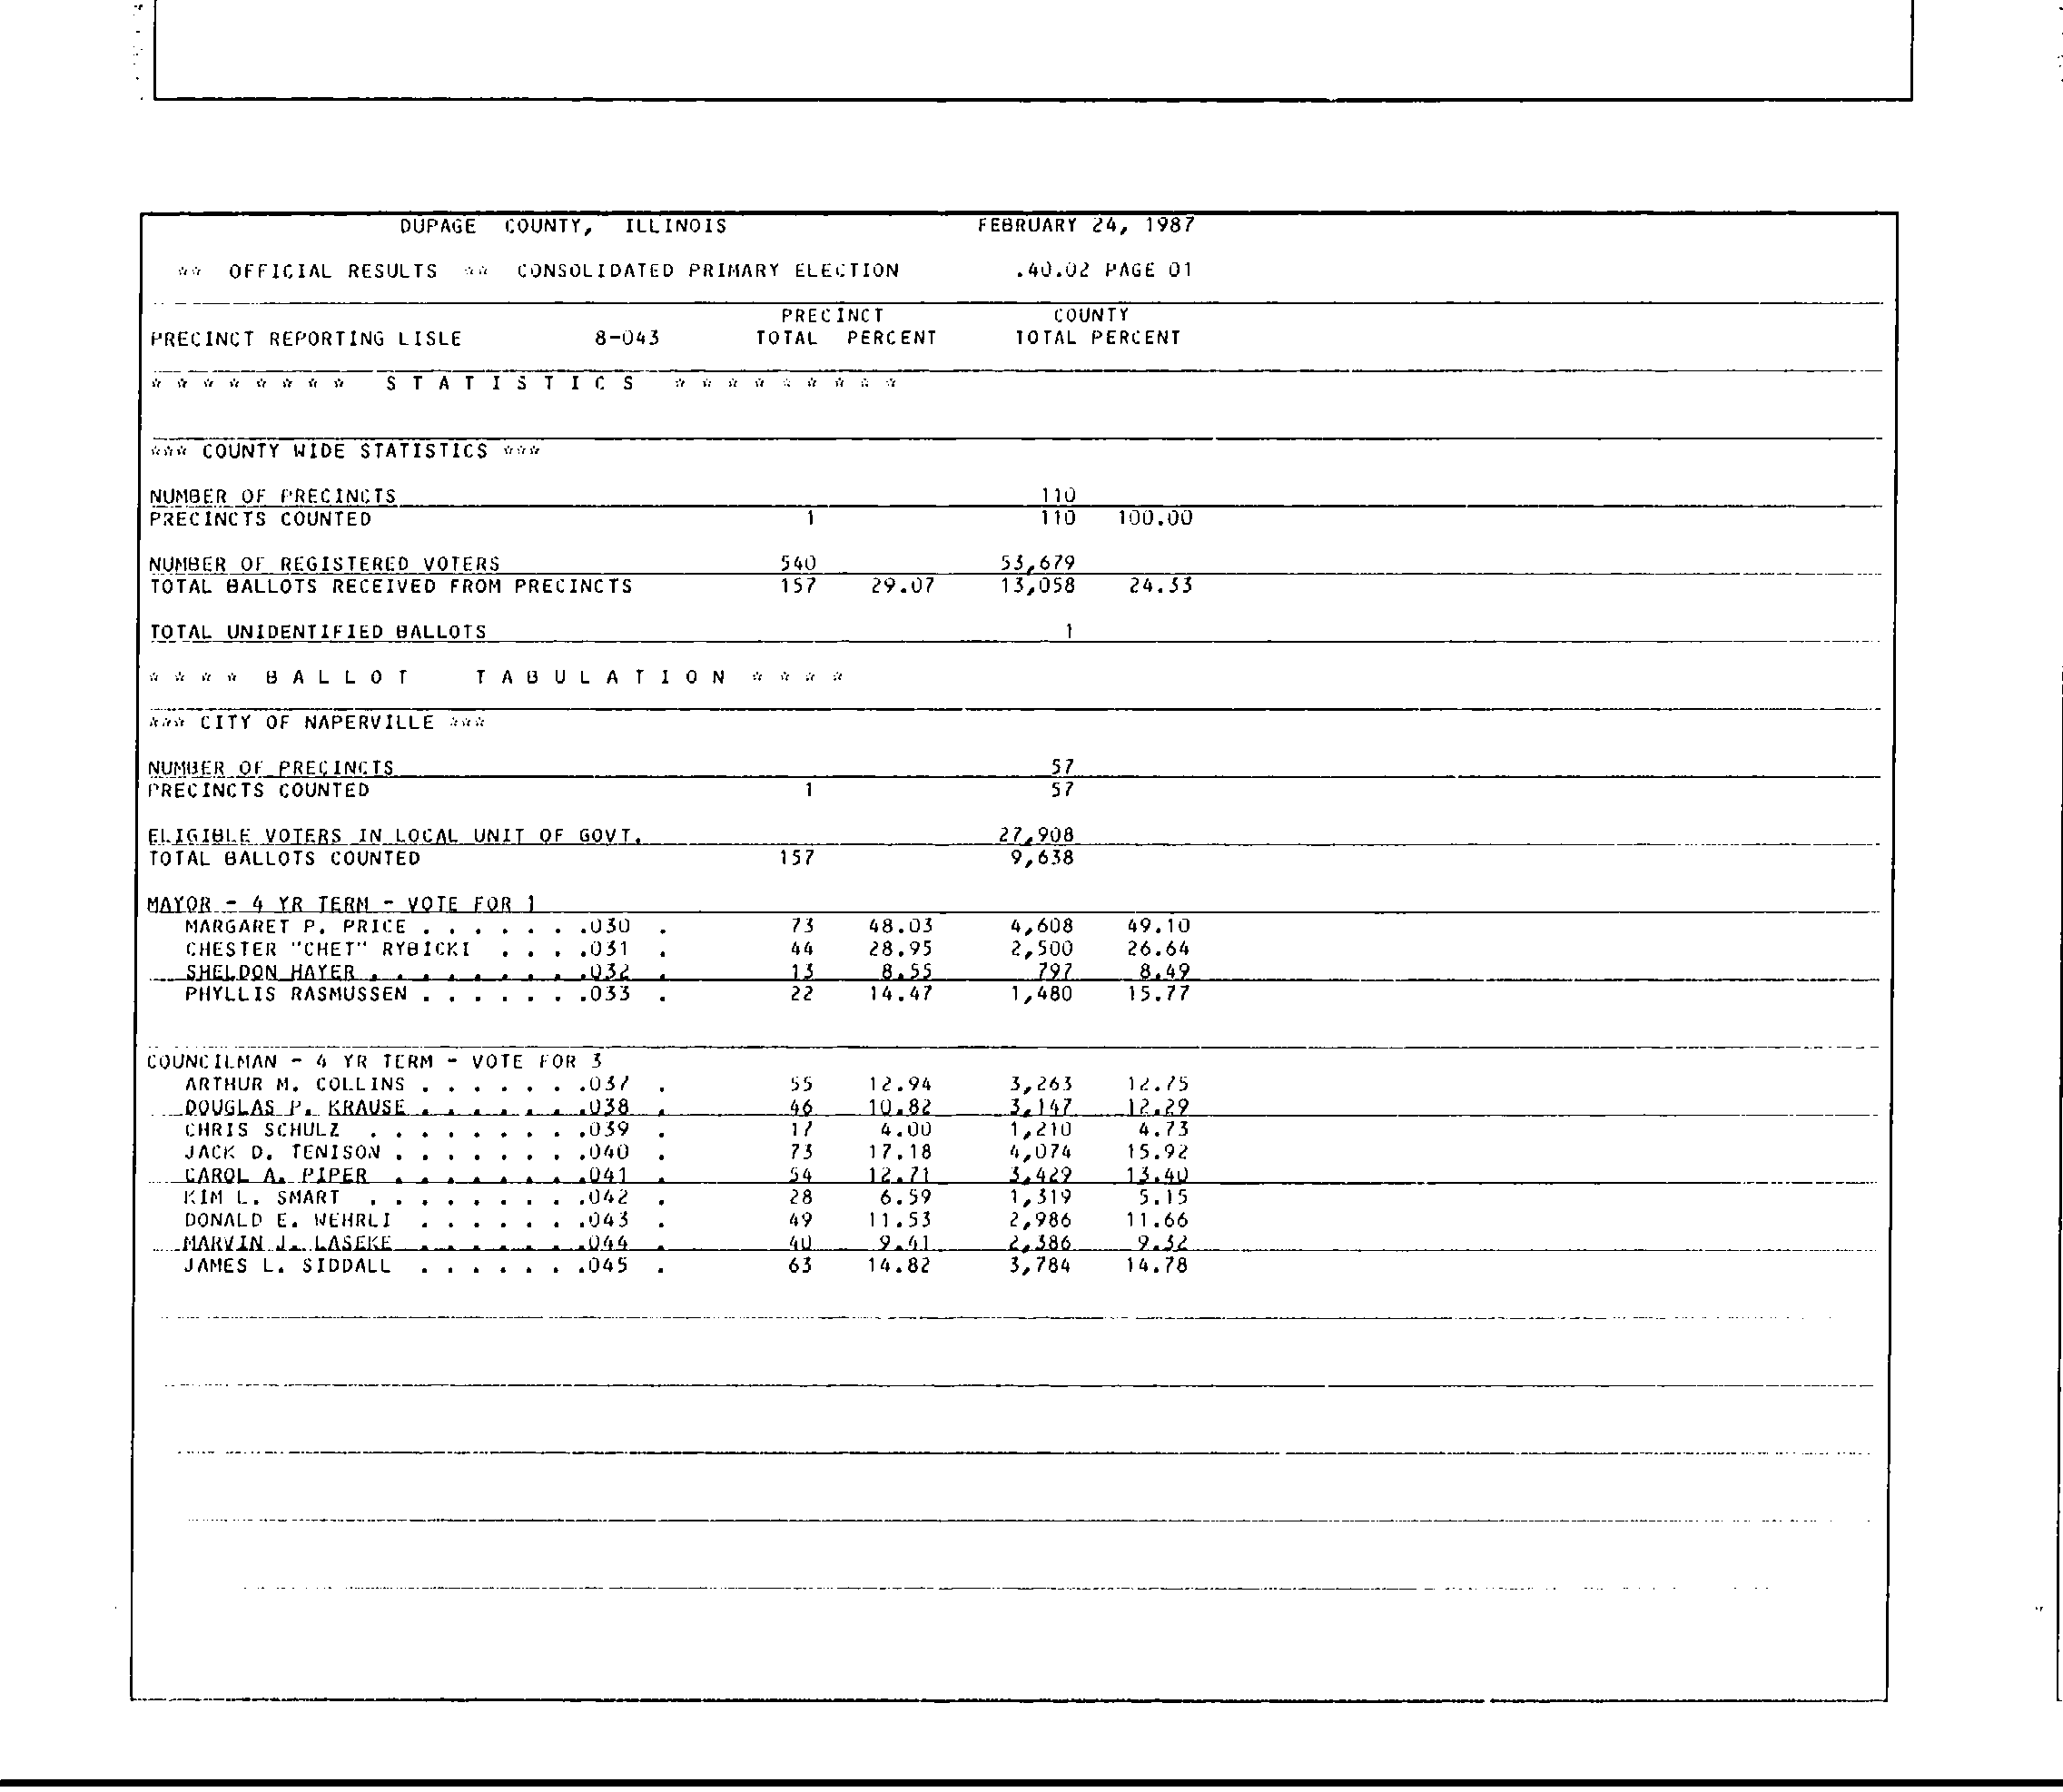 DUPAGE COUNTY, ILLINOIS FEBRUARY 24, 1987
** OFFICIAL RESULTS ** CONSOLIDATED PRIMARY ELECTION .40.02 PAGE 01
PRECINCT COUNTY
PRECINCT REPORTING LISLE 8-043 TOTAL PERCENT TOTAL PERCENT
* * * * * * * * S T A T I S T I C S * * * * * * * * *
*** COUNTY WIDE STATISTICS ***
NUMBER OF PRECINCTS 110
PRECINCTS COUNTED 1 110 100.00
NUMBER OF REGISTERED VOTERS 540 53,679
TOTAL BALLOTS RECEIVED FROM PRECINCTS 157 29.07 13,058 24.33
TOTAL UNIDENTIFIED BALLOTS 1
* * * * B A L L O T T A B U L A T I O N * * * *
*** CITY OF NAPERVILLE ***
NUMBER OF PRECINCTS 57
PRECINCTS COUNTED 1 57
ELIGIBLE VOTERS IN LOCAL UNIT OF GOVT. 27,908
TOTAL BALLOTS COUNTED 157 9,638
MAYOR - 4 YR TERM - VOTE FOR 1
MARGARET P. PRICE . . . . . . .030 . 73 48.03 4,608 49.10
CHESTER "CHET" RYBICKI . . . .031 . 44 28.95 2,500 26.64
SHELDON HAYER . . . . . . . . .032 . 13 8.55 797 8.49
PHYLLIS RASMUSSEN . . . . . . .033 . 22 14.47 1,480 15.77
COUNCILMAN - 4 YR TERM - VOTE FOR 3
ARTHUR M. COLLINS . . . . . . .037 . 55 12.94 3,263 12.75
DOUGLAS P. KRAUSE . . . . . . .038 . 46 10.82 3,147 12.29
CHRIS SCHULZ . . . . . . . . .039 . 17 4.00 1,210 4.73
JACK D. TENISON . . . . . . . .040 . 73 17.18 4,074 15.92
CAROL A. PIPER . . . . . . . .041 . 54 12.71 3,429 13.40
KIM L. SMART . . . . . . . . .042 . 28 6.59 1,319 5.15
DONALD E. WEHRLI . . . . . . .043 . 49 11.53 2,986 11.66
MARVIN J. LASEKE . . . . . . .044 . 40 9.41 2,386 9.32
JAMES L. SIDDALL . . . . . . .045 . 63 14.82 3,784 14.78